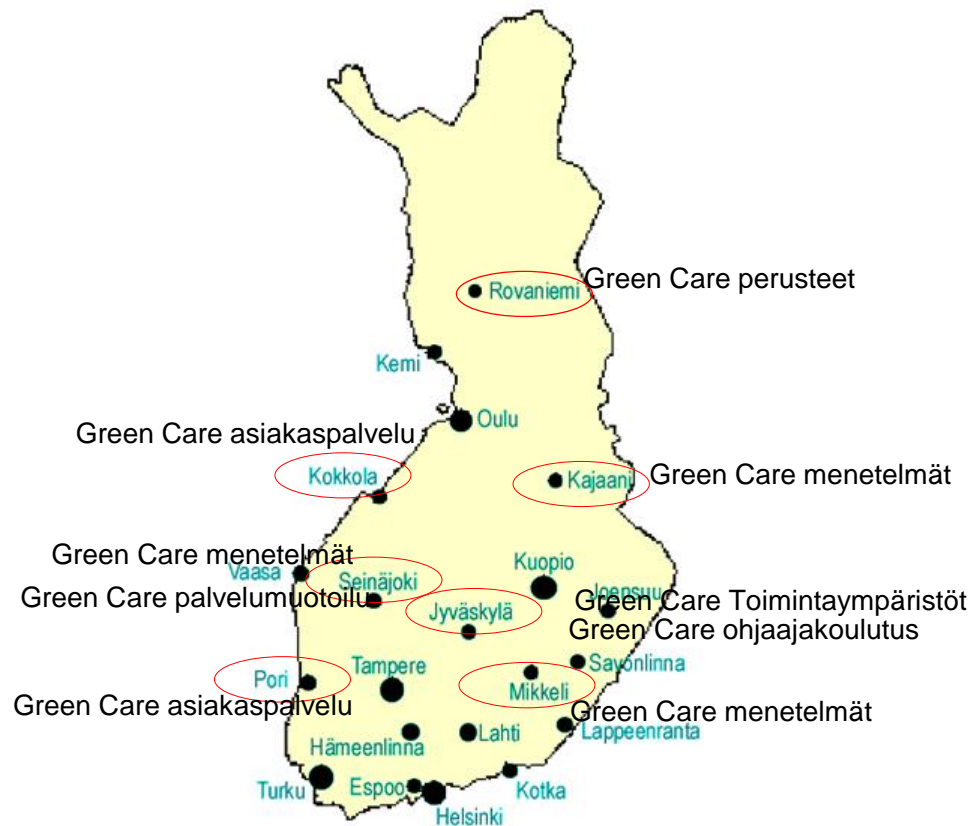 Green Care perusteet
Rovaniemi
Kemi
Oulu
Green Care asiakaspalvelu
Kokkola
Kajaani
Green Care menetelmät
Green Care menetelmät
Vaasa
Seinäjoki
Kuopio
Joensuu
Green Care palvelumuotoilu
Jyväskylä
Green Care Toimintaympäristöt
Green Care ohjaajakoulutus
Savonlinna
Pori
Tampere
Mikkeli
Green Care asiakaspalvelu
Green Care menetelmät
Hämeenlinna
Lahti
Lappeenranta
Turku
Espoo
Kotka
Helsinki